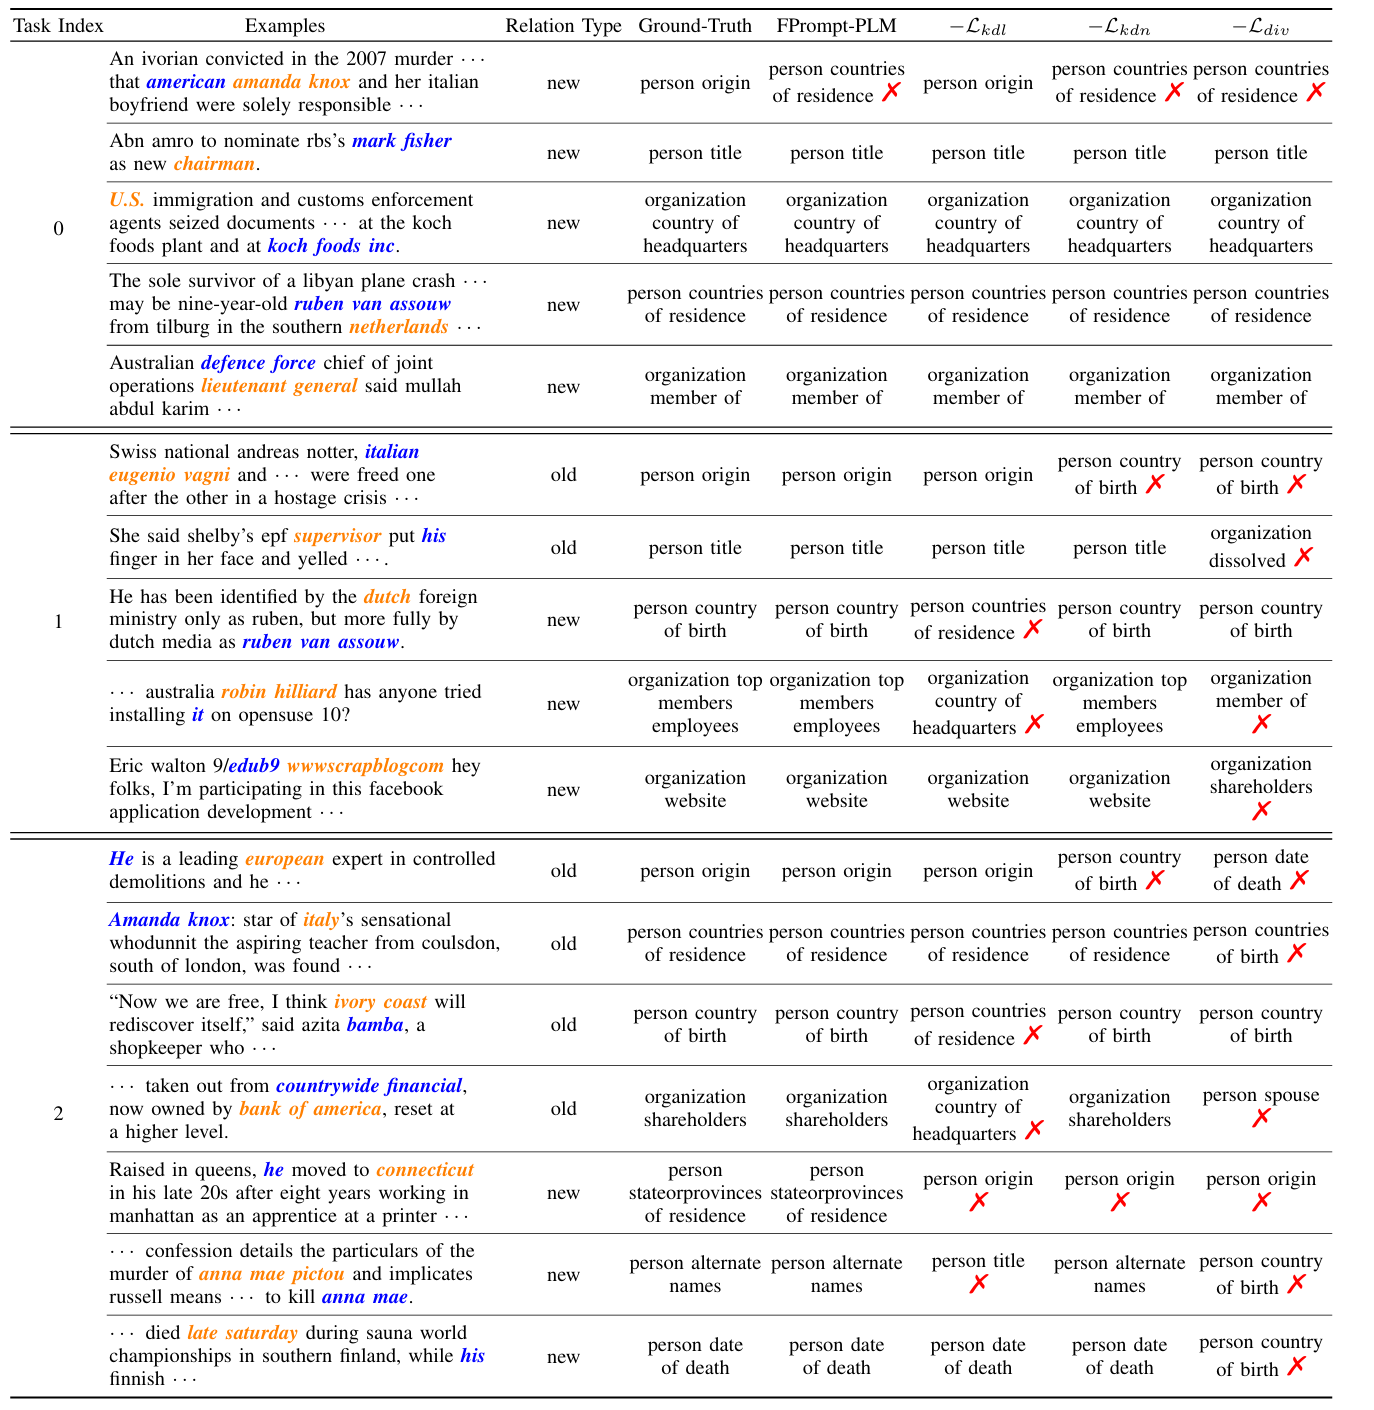 Task Index Examples Relation Type Ground-Truth FPrompt-PLM −ℒkdl −ℒkdn −ℒdiv
0
An ivorian convicted in the 2007 murder ···
that american amanda knox and her italian
boyfriend were solely responsible ···
new
person origin
person countries
of residence ✗
person origin
person countries
of residence ✗
person countries
of residence ✗
Abn amro to nominate rbs's mark fisher
as new chairman.
new
person title
person title
person title
person title
person title
U.S. immigration and customs enforcement
agents seized documents ··· at the koch
foods plant and at koch foods inc.
new
organization
country of
headquarters
organization
country of
headquarters
organization
country of
headquarters
organization
country of
headquarters
organization
country of
headquarters
The sole survivor of a libyan plane crash ···
may be nine-year-old ruben van assouw
from tilburg in the southern netherlands ···
new
person countries
of residence
person countries
of residence
person countries
of residence
person countries
of residence
person countries
of residence
Australian defence force chief of joint
operations lieutenant general said mullah
abdul karim ···
new
organization
member of
organization
member of
organization
member of
organization
member of
organization
member of
1
Swiss national andreas notter, italian
eugenio vagni and ··· were freed one
after the other in a hostage crisis ···
old
person origin
person origin
person origin
person country
of birth ✗
person country
of birth ✗
She said shelby's epf supervisor put his
finger in her face and yelled ···.
old
person title
person title
person title
person title
organization
dissolved ✗
He has been identified by the dutch foreign
ministry only as ruben, but more fully by
dutch media as ruben van assouw.
new
person country
of birth
person country
of birth
person countries
of residence ✗
person country
of birth
person country
of birth
··· australia robin hilliard has anyone tried
installing it on opensuse 10?
new
organization top
members
employees
organization top
members
employees
organization
country of
headquarters ✗
organization top
members
employees
organization
member of
✗
Eric walton 9/edub9 wwwscrapblogcom hey
folks, I'm participating in this facebook
application development ···
new
organization
website
organization
website
organization
website
organization
website
organization
shareholders
✗
2
He is a leading european expert in controlled
demolitions and he ···
old
person origin
person origin
person origin
person country
of birth ✗
person date
of death ✗
Amanda knox: star of italy's sensational
whodunnit the aspiring teacher from coulsdon,
south of london, was found ···
old
person countries
of residence
person countries
of residence
person countries
of residence
person countries
of residence
person countries
of birth ✗
“Now we are free, I think ivory coast will
rediscover itself,” said azita bamba, a
shopkeeper who ···
old
person country
of birth
person country
of birth
person countries
of residence ✗
person country
of birth
person country
of birth
··· taken out from countrywide financial,
now owned by bank of america, reset at
a higher level.
old
organization
shareholders
organization
shareholders
organization
country of
headquarters ✗
organization
shareholders
person spouse
✗
Raised in queens, he moved to connecticut
in his late 20s after eight years working in
manhattan as an apprentice at a printer ···
new
person
stateorprovinces
of residence
person
stateorprovinces
of residence
person origin
✗
person origin
✗
person origin
✗
··· confession details the particulars of the
murder of anna mae pictou and implicates
russell means ··· to kill anna mae.
new
person alternate
names
person alternate
names
person title
✗
person alternate
names
person country
of birth ✗
··· died late saturday during sauna world
championships in southern finland, while his
finnish ···
new
person date
of death
person date
of death
person date
of death
person date
of death
person country
of birth ✗